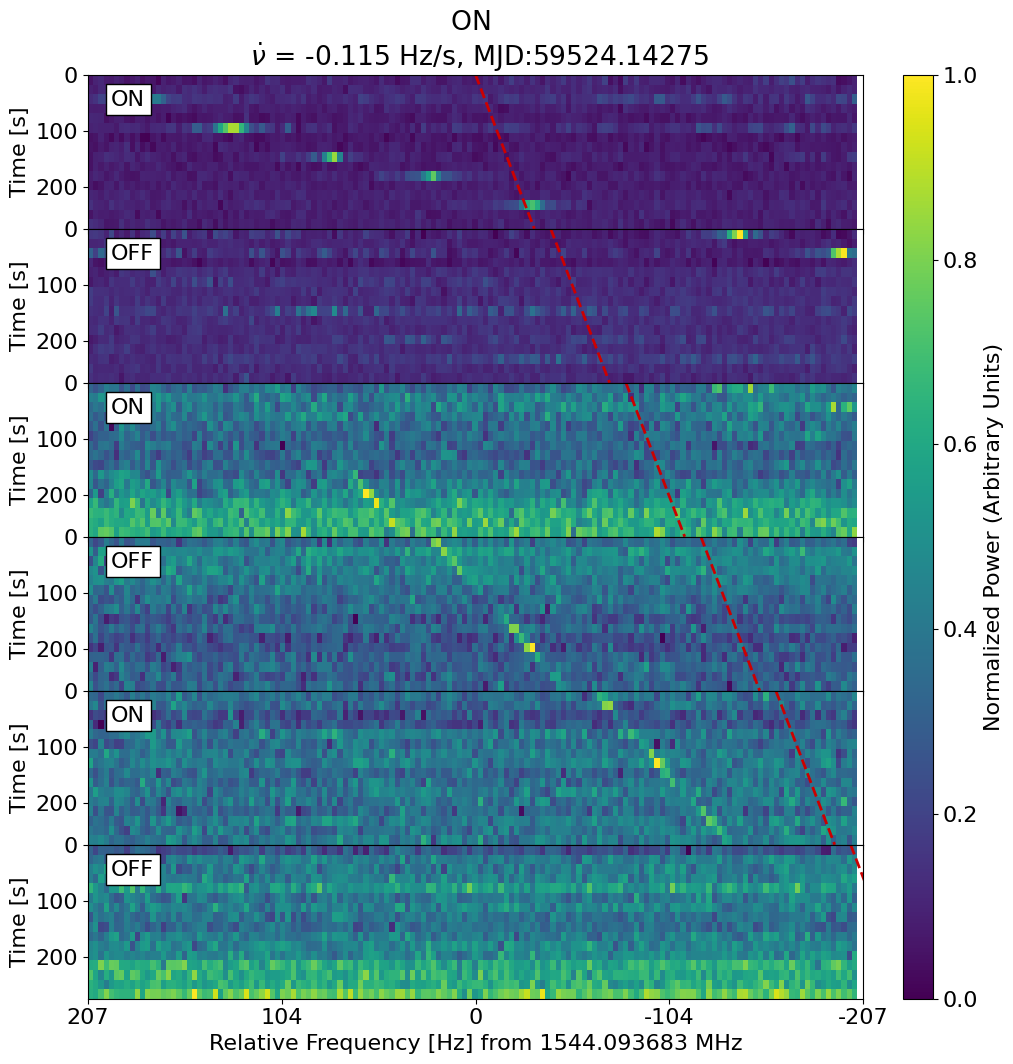 ON
ν̇ = -0.115 Hz/s, MJD:59524.14275
0
ON
100
200
Time [s]
0
OFF
100
200
Time [s]
0
ON
100
200
Time [s]
0
OFF
100
200
Time [s]
0
ON
100
200
Time [s]
0
OFF
100
200
Time [s]
207 104 0 -104 -207
Relative Frequency [Hz] from 1544.093683 MHz
1.0
0.8
0.6
0.4
0.2
0.0
Normalized Power (Arbitrary Units)